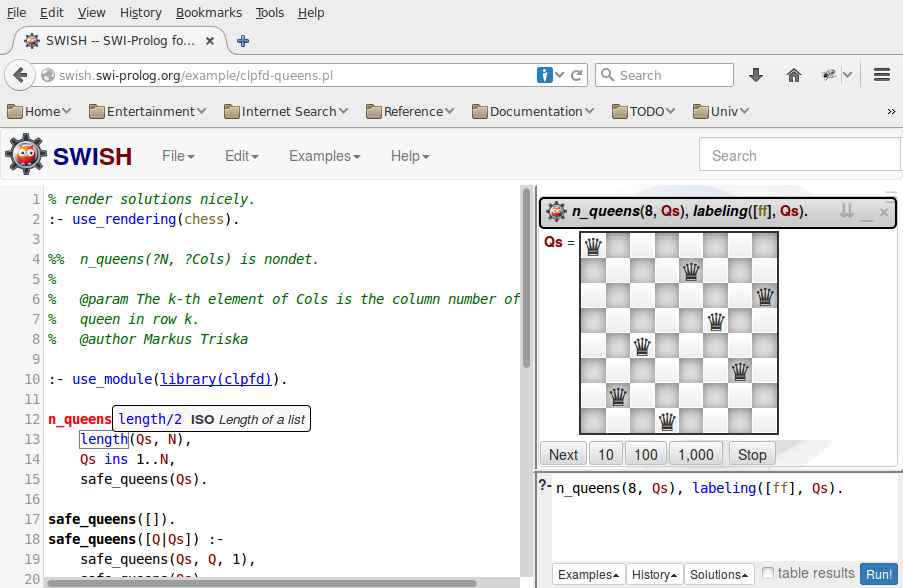 File Edit View History Bookmarks Tools Help
SWISH -- SWI-Prolog fo... ×
swish.swi-prolog.org/example/clpfd-queens.pl Search
Home Entertainment Internet Search Reference Documentation TODO Univ »
SWISH File Edit Examples Help Search
1 % render solutions nicely.
2 :- use_rendering(chess).
3
4 %% n_queens(?N, ?Cols) is nondet.
5 %
6 % @param The k-th element of Cols is the column number of
7 % queen in row k.
8 % @author Markus Triska
9
10 :- use_module(library(clpfd)).
11
12 n_queens
length/2 ISO Length of a list
13 length(Qs, N),
14 Qs ins 1..N,
15 safe_queens(Qs).
16
17 safe_queens([]).
18 safe_queens([Q|Qs]) :-
19 safe_queens(Qs, Q, 1),
20 safe_queens(Qs)
n_queens(8, Qs), labeling([ff], Qs).
Qs =
Next 10 100 1,000 Stop
?- n_queens(8, Qs), labeling([ff], Qs).
Examples History Solutions table results Run!